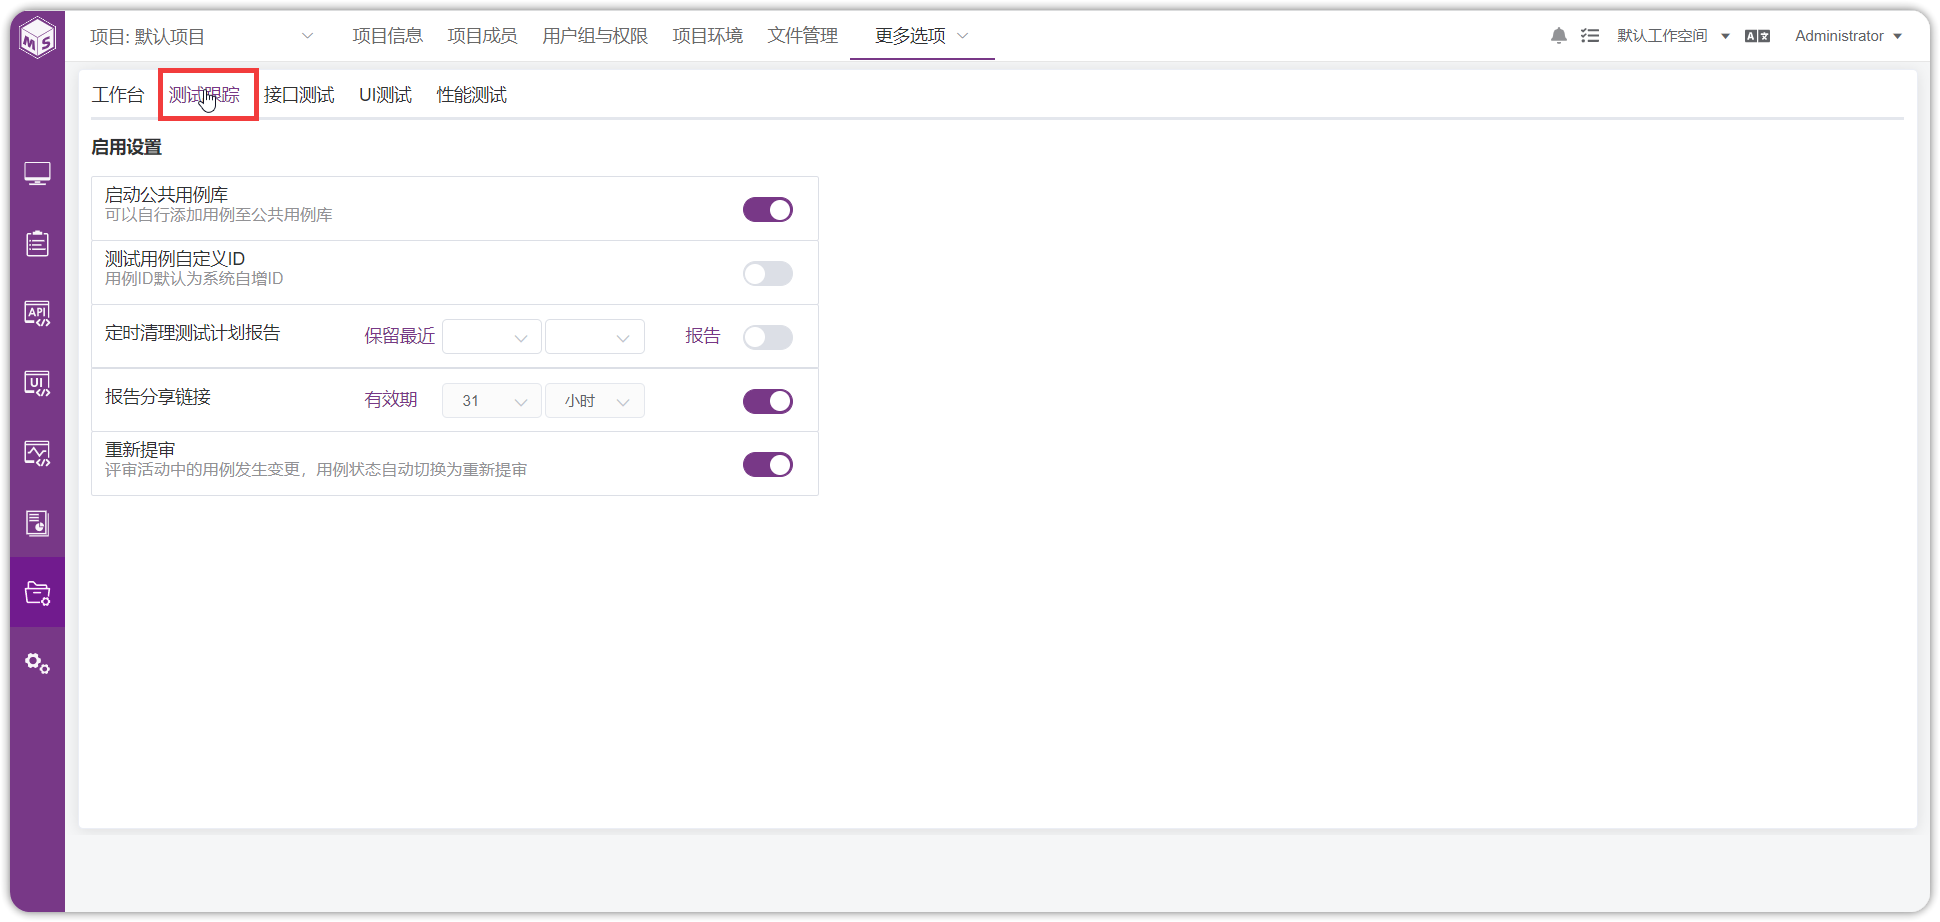 MS
项目: 默认项目 项目信息 项目成员 用户组与权限 项目环境 文件管理 更多选项 默认工作空间 A文 Administrator
工作台 测试跟踪 接口测试 UI测试 性能测试
启用设置
启动公共用例库
可以自行添加用例至公共用例库
测试用例自定义ID
用例ID默认为系统自增ID
定时清理测试计划报告 保留最近 报告
报告分享链接 有效期 31 小时
重新提审
评审活动中的用例发生变更，用例状态自动切换为重新提审
API
UI